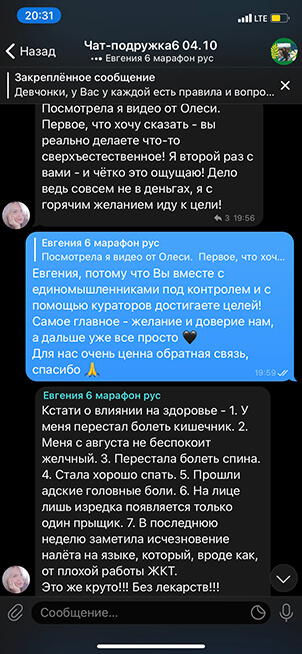 20:31
LTE
Назад
Чат-подружка6 04.10
Евгения 6 марафон рус
Закреплённое сообщение
Девчонки, у Вас у каждой есть правила и вопро...
Посмотрела я видео от Олеси.
Первое, что хочу сказать - вы
реально делаете что-то
сверхъестественное! Я второй раз с
вами - и чётко это ощущаю! Дело
ведь совсем не в деньгах, я с
горячим желанием иду к цели!
3 19:56
Евгения 6 марафон рус
Посмотрела я видео от Олеси. Первое, что хоч...
Евгения, потому что Вы вместе с
единомышленниками под контролем и с
помощью кураторов достигаете целей!
Самое главное - желание и доверие нам,
а дальше уже все просто 🖤
Для нас очень ценна обратная связь,
спасибо 🙏
19:59
Евгения 6 марафон рус
Кстати о влиянии на здоровье - 1. У
меня перестал болеть кишечник. 2.
Меня с августа не беспокоит
желчный. 3. Перестала болеть спина.
4. Стала хорошо спать. 5. Прошли
адские головные боли. 6. На лице
лишь изредка появляется только
один прыщик. 7. В последнюю
неделю заметила исчезновение
налёта на языке, который, вроде как,
от плохой работы ЖКТ.
Это же круто!!! Без лекарств!!!
Сообщение...